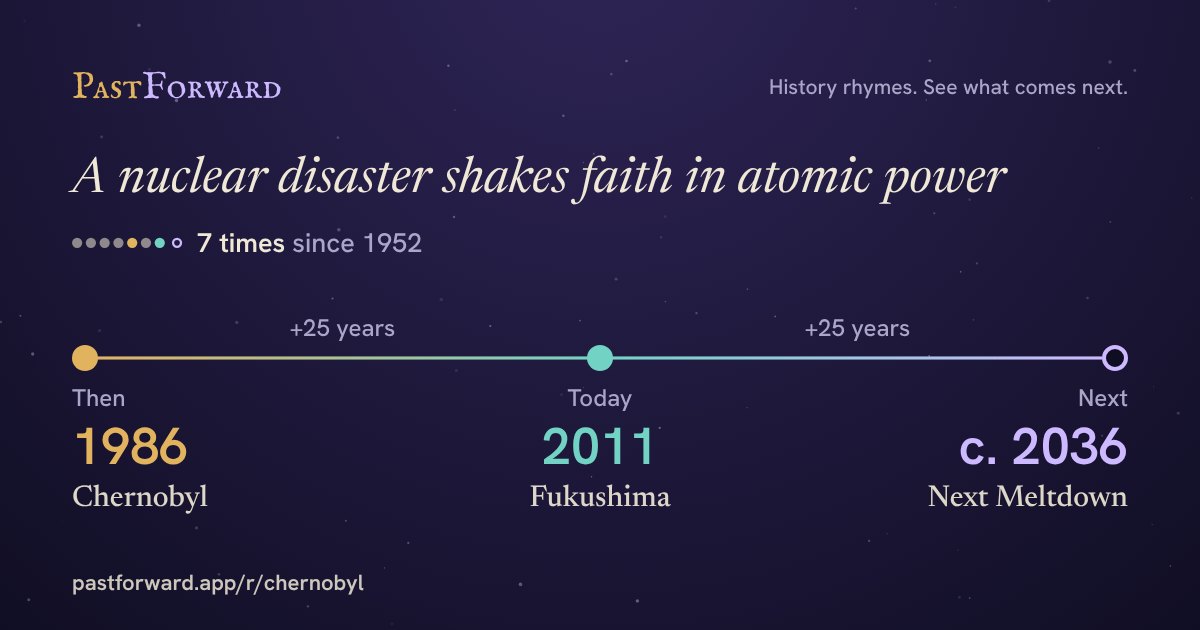 PastForward
History rhymes. See what comes next.
A nuclear disaster shakes faith in atomic power
7 times since 1952
+25 years
+25 years
Then
Today
Next
1986
2011
c. 2036
Chernobyl
Fukushima
Next Meltdown
pastforward.app/r/chernobyl